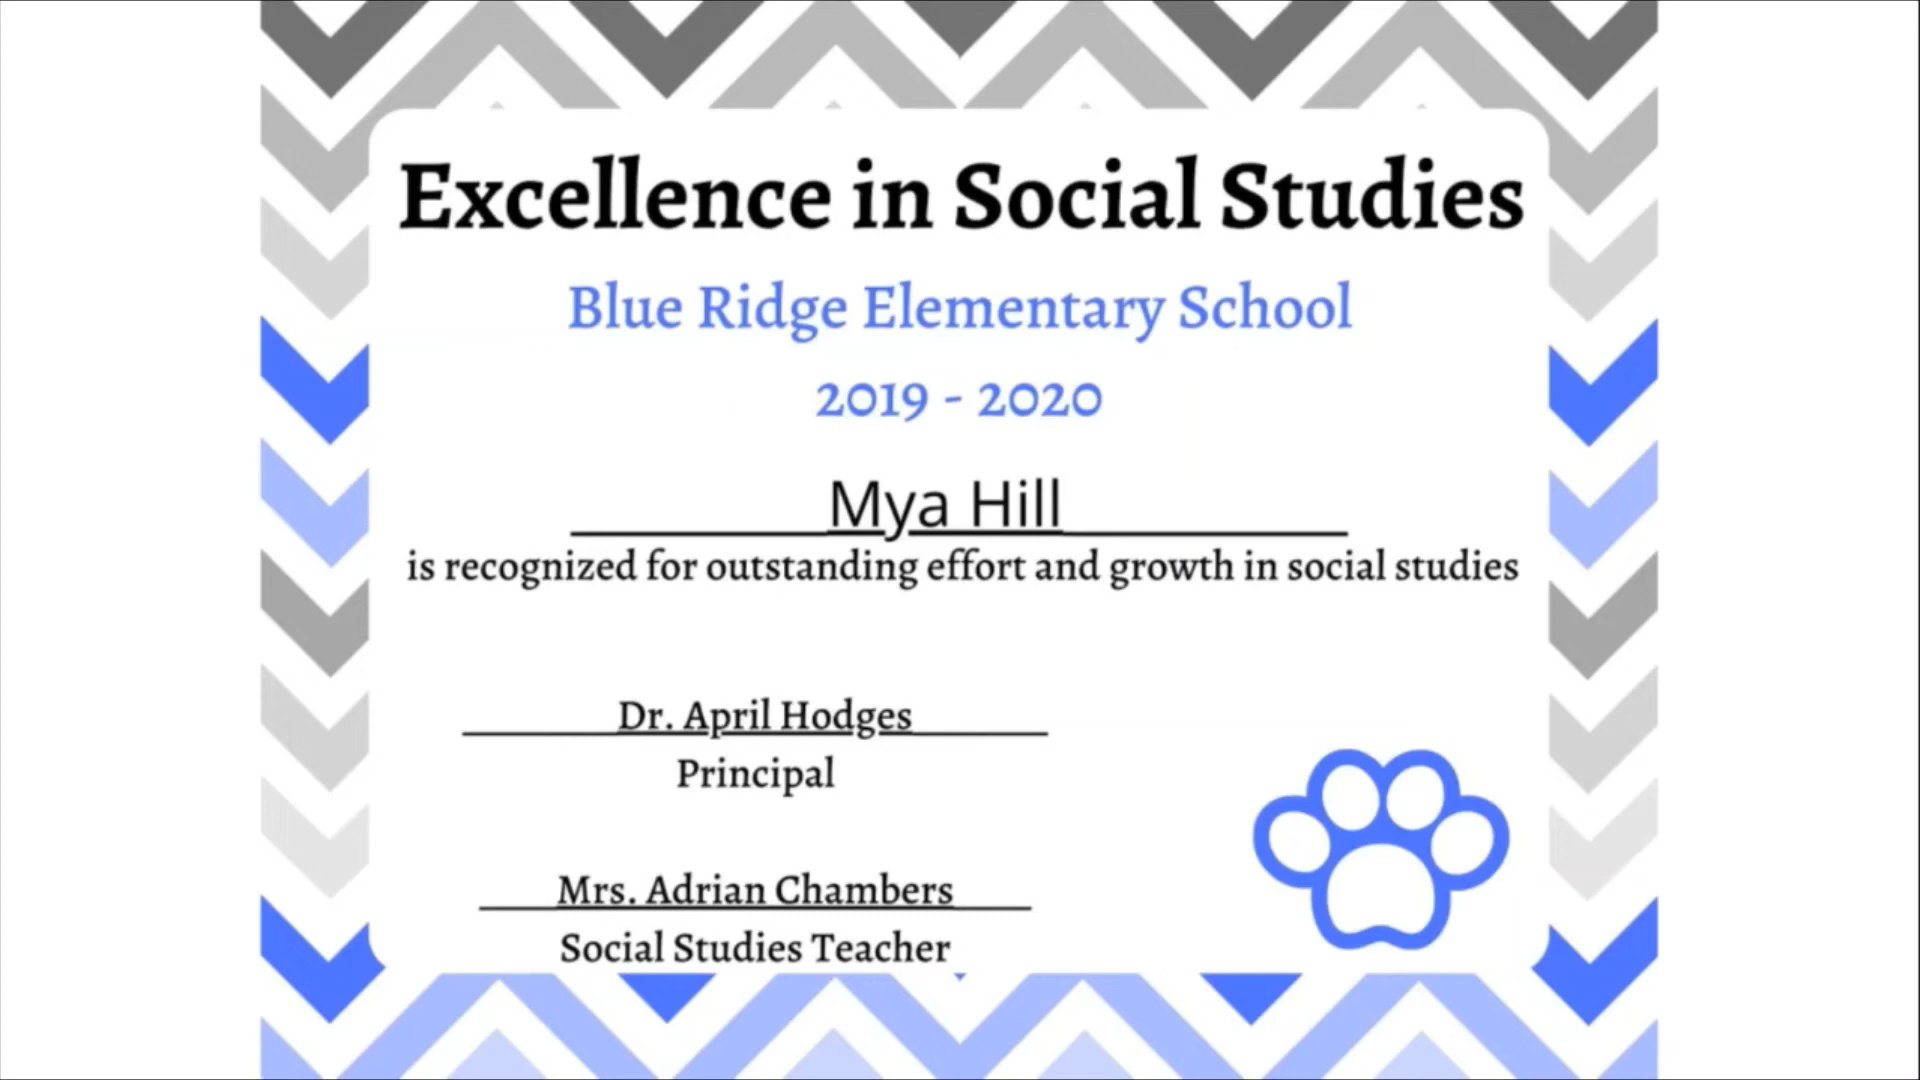 Excellence in Social Studies
Blue Ridge Elementary School
2019 - 2020
Mya Hill
is recognized for outstanding effort and growth in social studies
Dr. April Hodges
Principal
Mrs. Adrian Chambers
Social Studies Teacher